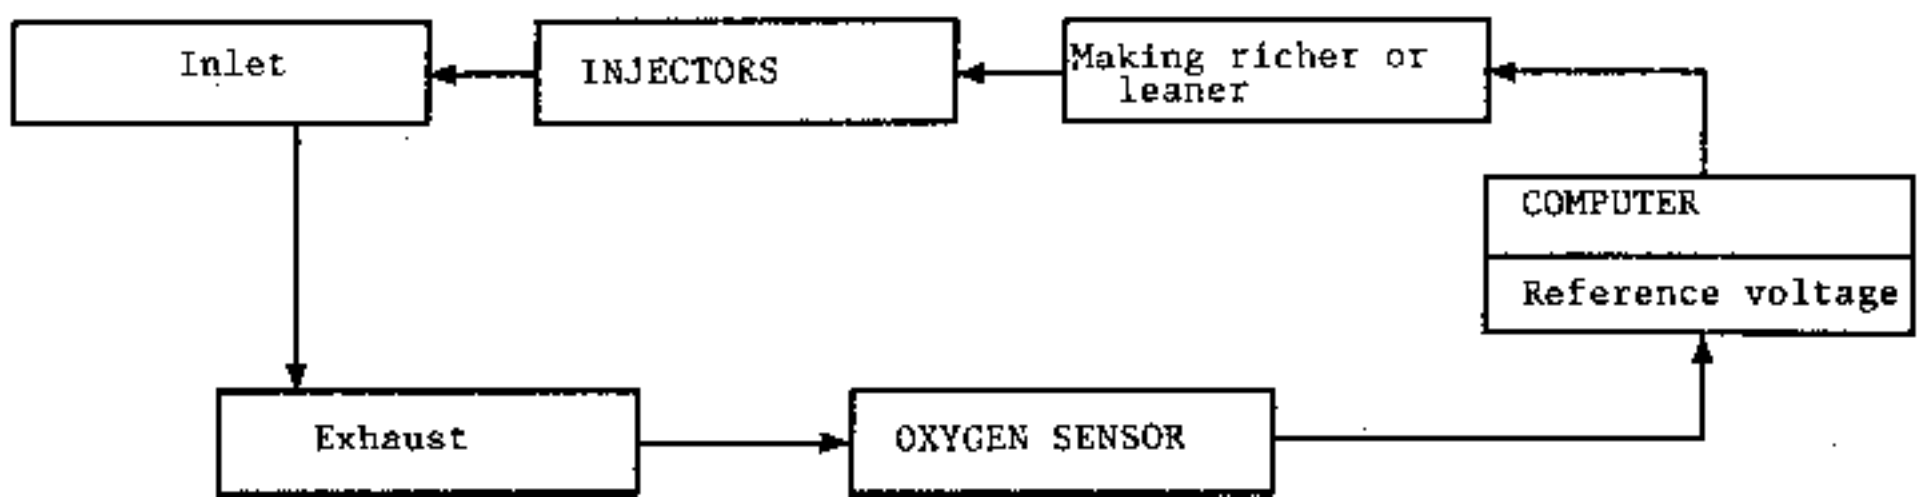 Inlet
INJECTORS
Making richer or
leaner
COMPUTER
Reference voltage
Exhaust
OXYGEN SENSOR